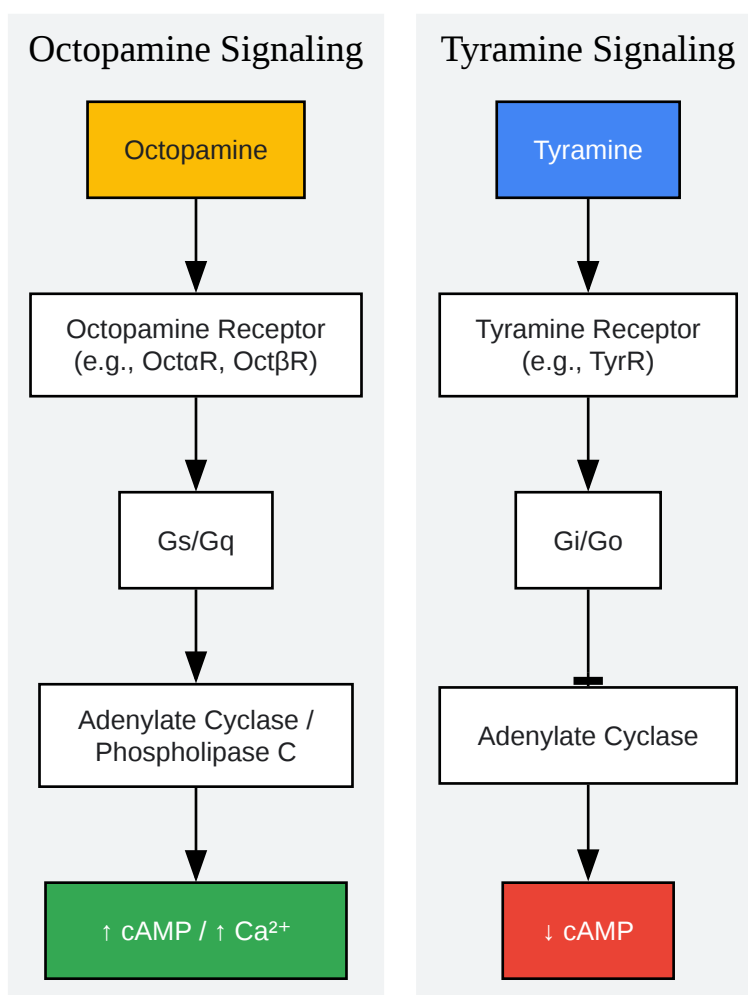 Octopamine Signaling
Octopamine
Octopamine Receptor
(e.g., OctαR, OctβR)
Gs/Gq
Adenylate Cyclase /
Phospholipase C
↑ cAMP / ↑ Ca²⁺
Tyramine Signaling
Tyramine
Tyramine Receptor
(e.g., TyrR)
Gi/Go
Adenylate Cyclase
↓ cAMP